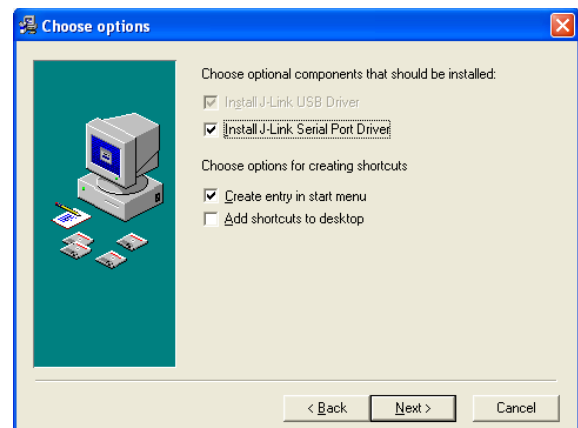 Choose options
Choose optional components that should be installed:
Install J-Link USB Driver
Install J-Link Serial Port Driver
Choose options for creating shortcuts
Create entry in start menu
Add shortcuts to desktop
< Back
Next >
Cancel